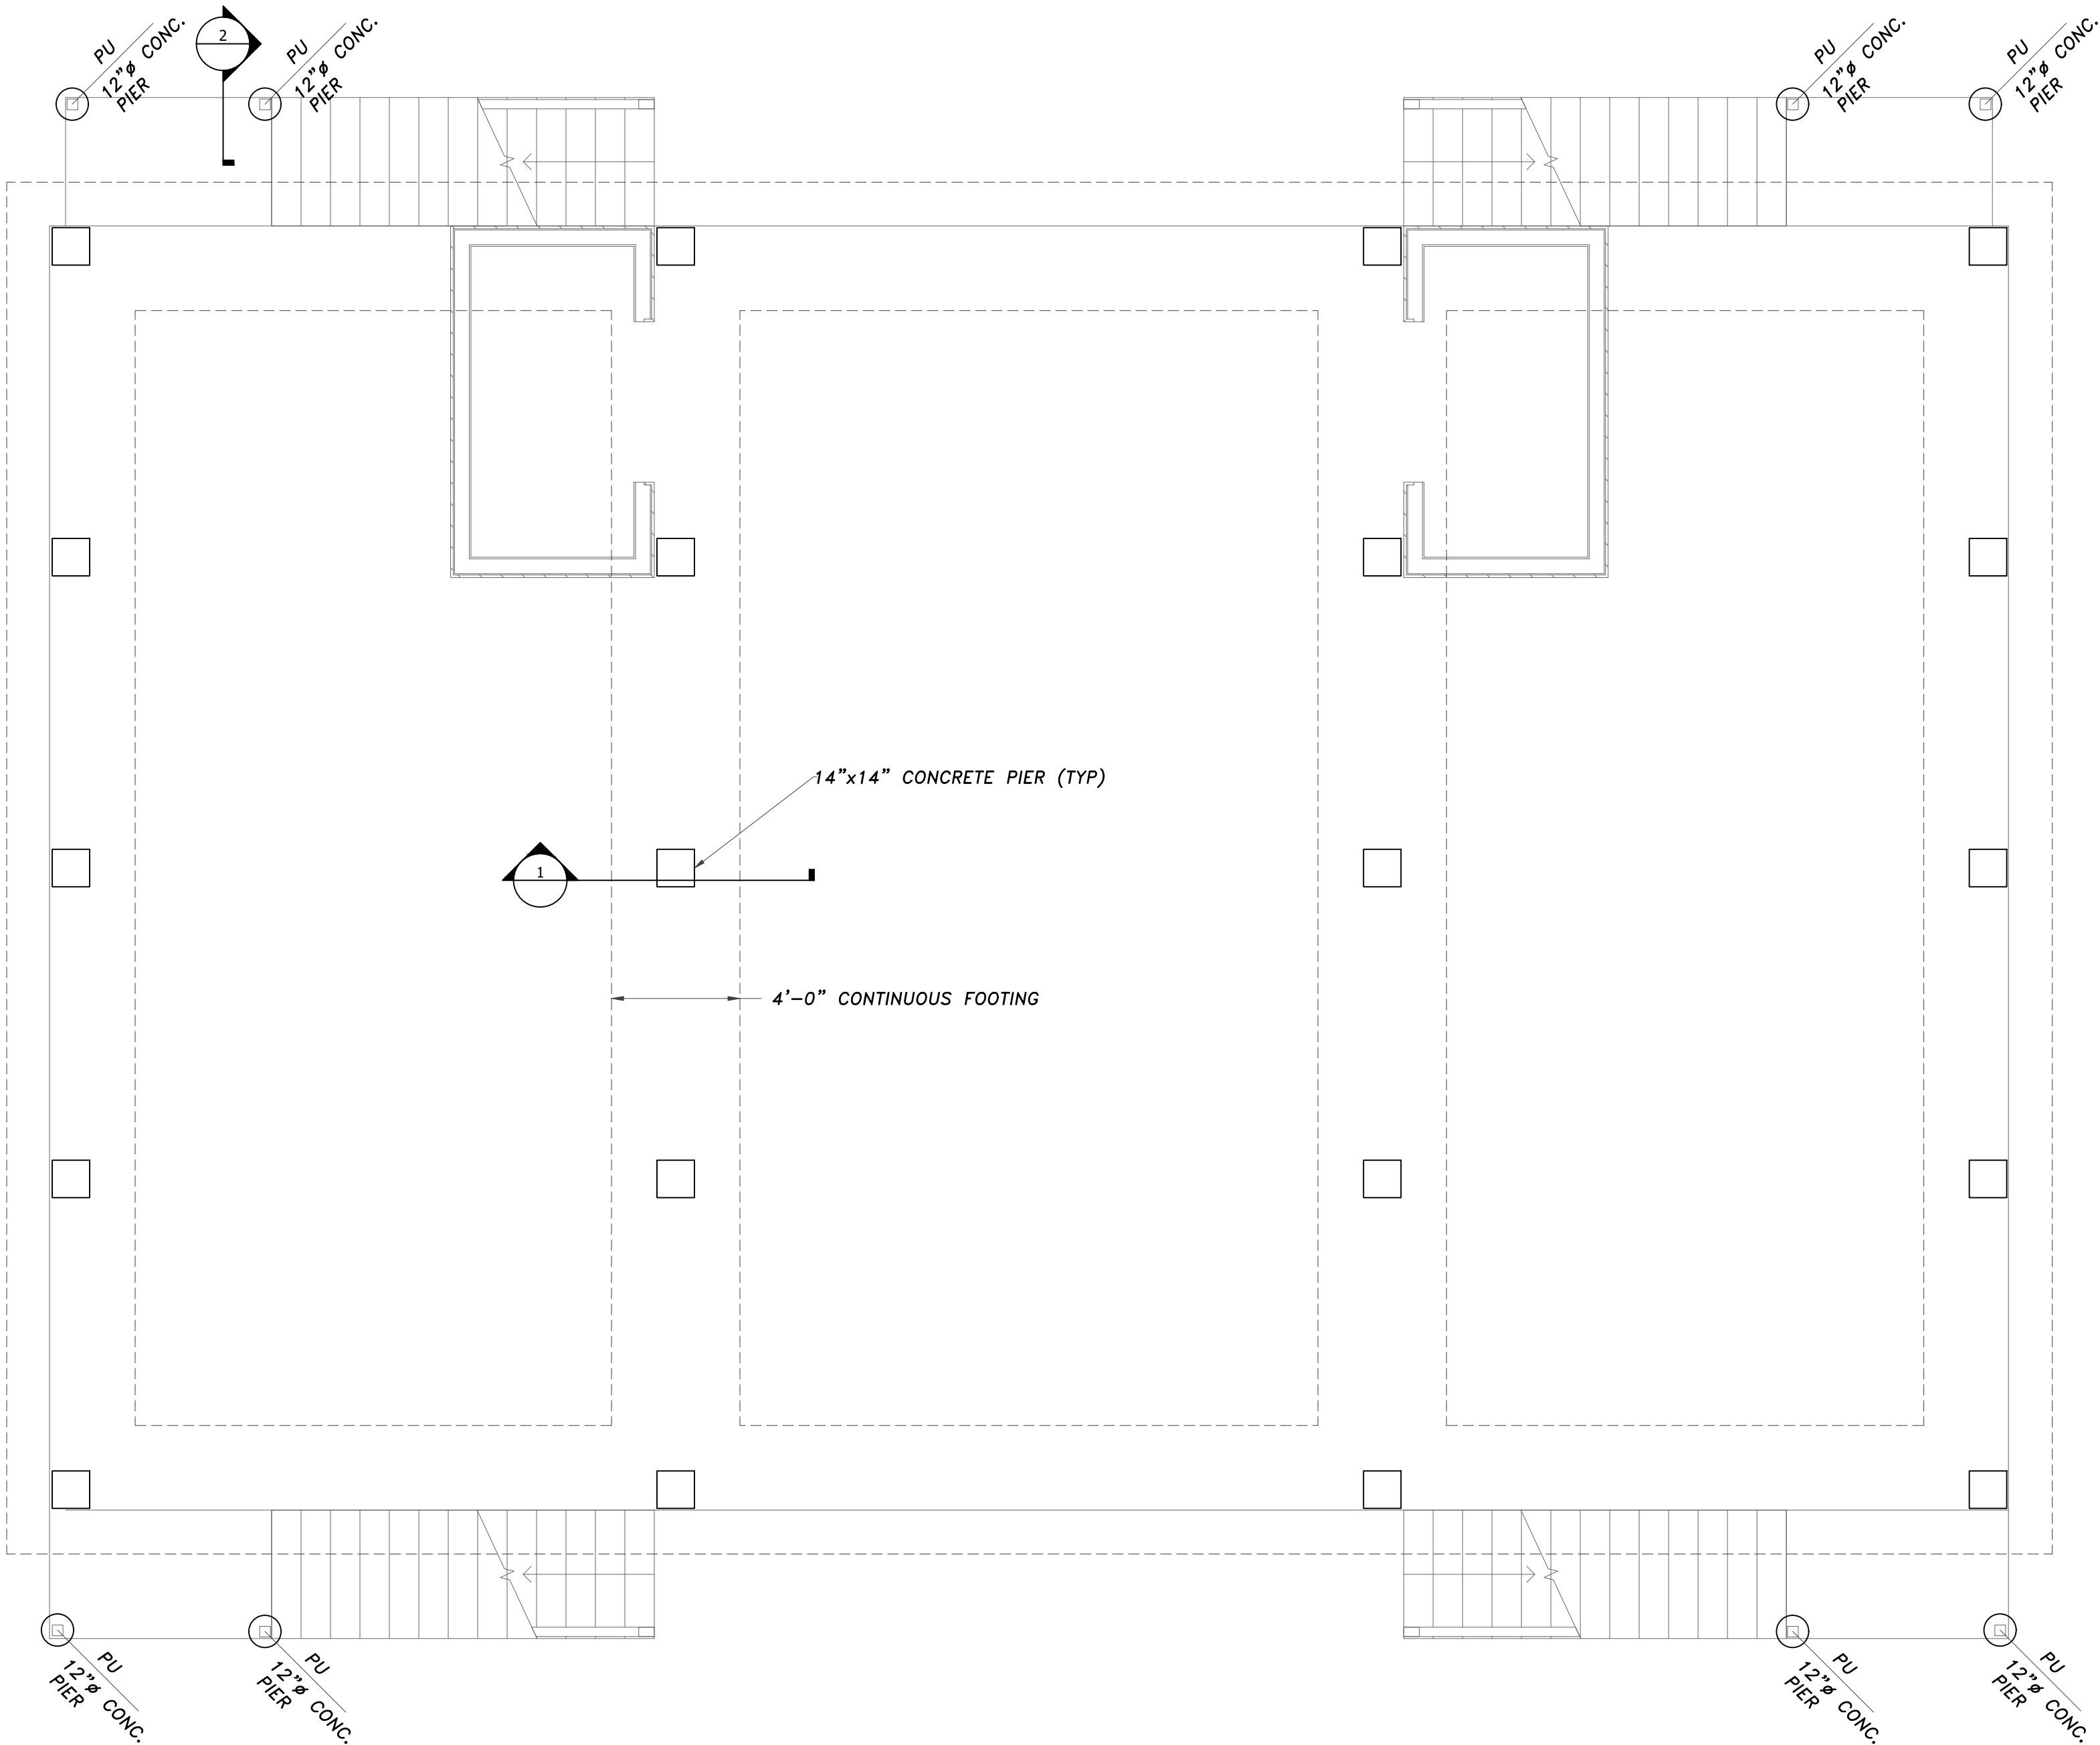 PU
12"ø CONC.
PIER
2
PU
12"ø CONC.
PIER
PU
12"ø CONC.
PIER
PU
12"ø CONC.
PIER
14"x14" CONCRETE PIER (TYP)
1
4'-0" CONTINUOUS FOOTING
PU
12"ø CONC.
PIER
PU
12"ø CONC.
PIER
PU
12"ø CONC.
PIER
PU
12"ø CONC.
PIER